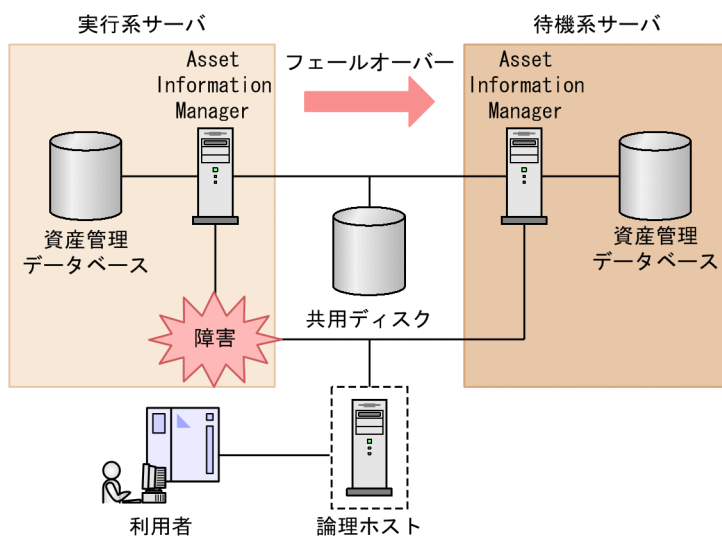 実行系サーバ
待機系サーバ
Asset
Information
Manager
フェールオーバー
Asset
Information
Manager
資産管理
データベース
資産管理
データベース
共用ディスク
障害
利用者
論理ホスト